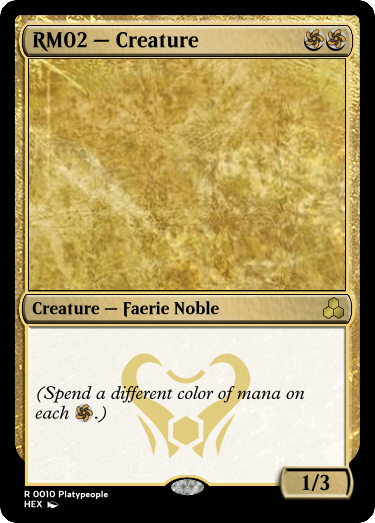 RM02 — Creature
Creature — Faerie Noble
(Spend a different color of mana on
each .)
1/3
R 0010 Platypeople
HEX